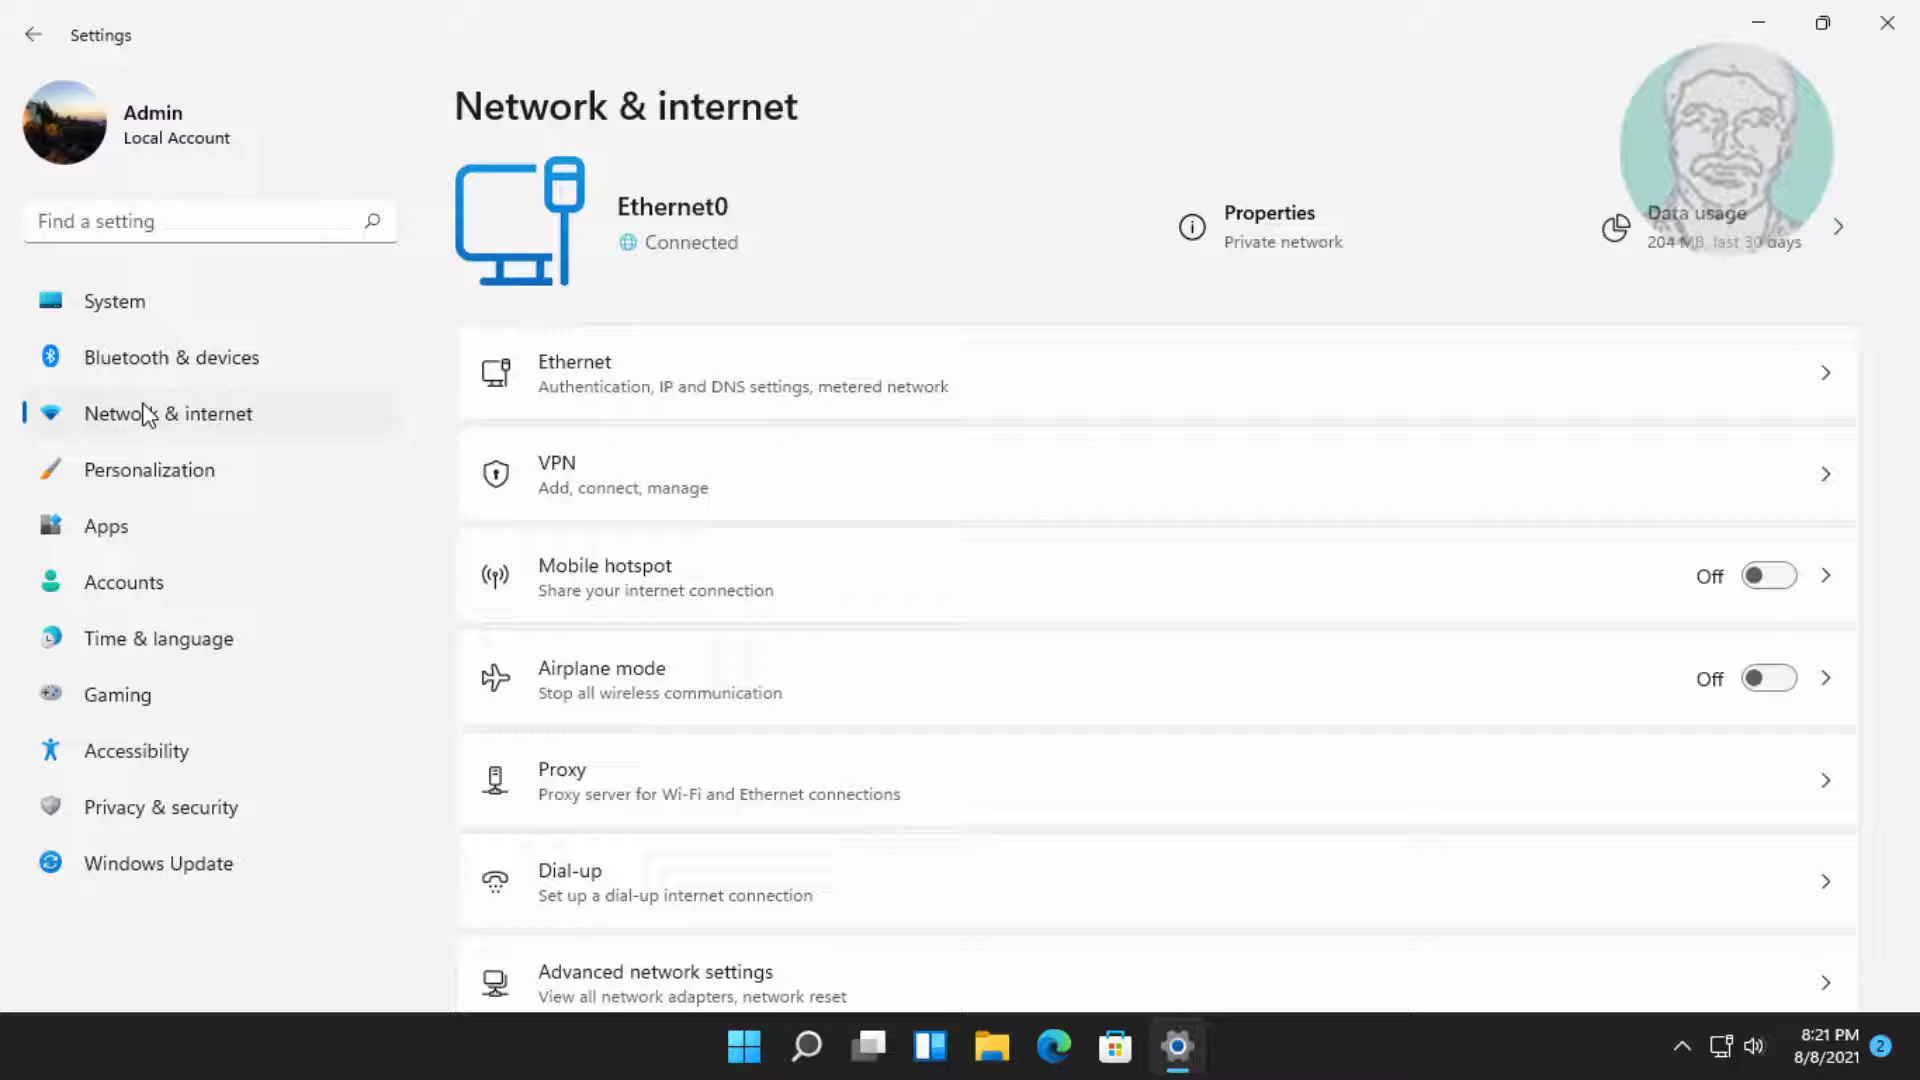 Settings
Admin
Local Account
Find a setting
System
Bluetooth & devices
Network & internet
Personalization
Apps
Accounts
Time & language
Gaming
Accessibility
Privacy & security
Windows Update
Network & internet
Ethernet0
Connected
Properties
Private network
Data usage
204 MB, last 30 days
Ethernet
Authentication, IP and DNS settings, metered network
VPN
Add, connect, manage
Mobile hotspot
Share your internet connection
Off
Airplane mode
Stop all wireless communication
Off
Proxy
Proxy server for Wi-Fi and Ethernet connections
Dial-up
Set up a dial-up internet connection
Advanced network settings
View all network adapters, network reset
8:21 PM
8/8/2021
2